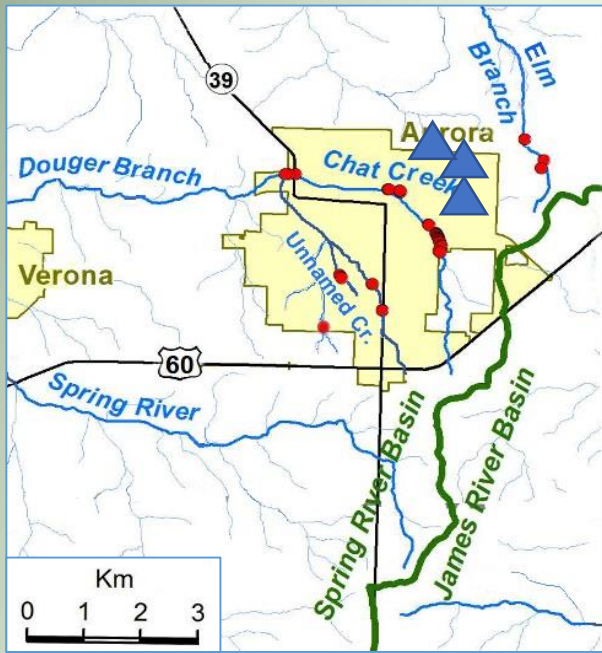 39
Elm
Branch
Aurora
Douger Branch
Chat Creek
Verona
Unnamed Cr.
60
Spring River
Spring River Basin
James River Basin
Km
0 1 2 3